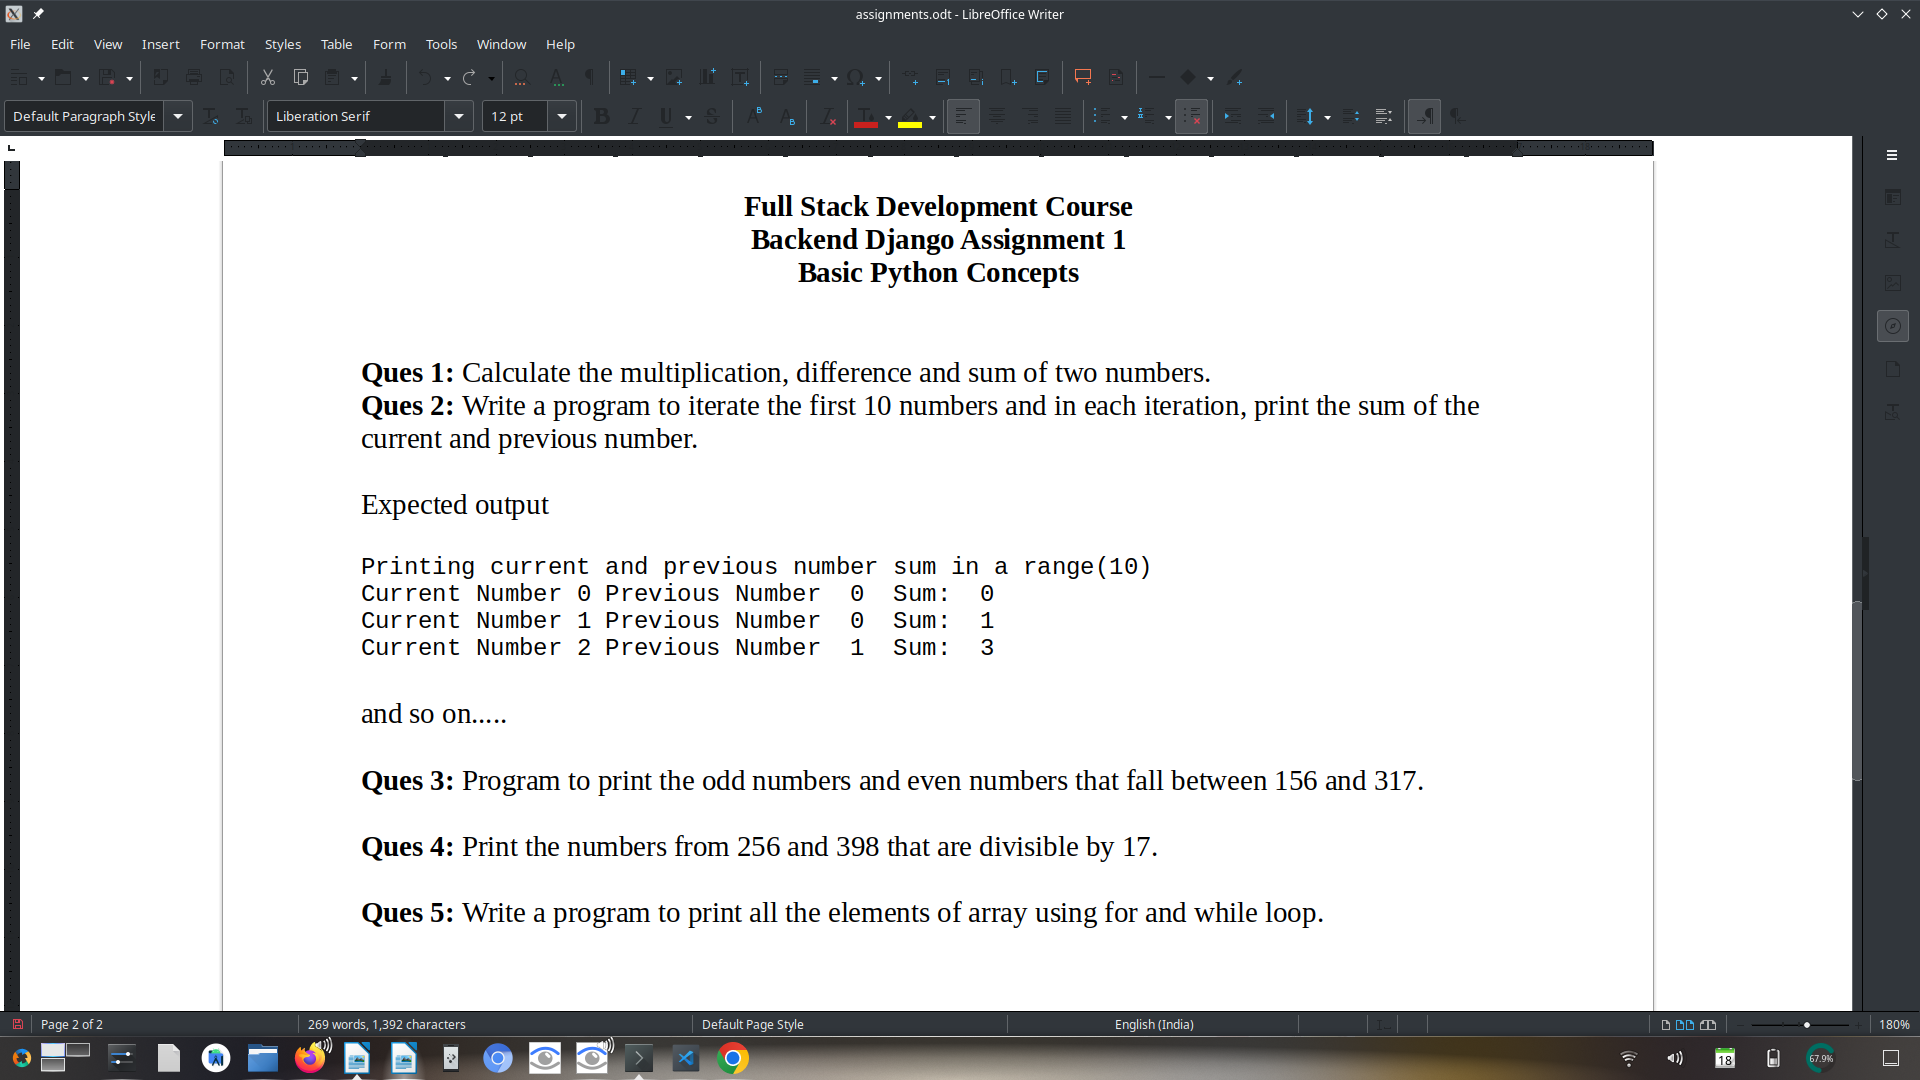 assignments.odt - LibreOffice Writer
File Edit View Insert Format Styles Table Form Tools Window Help
Default Paragraph Style Liberation Serif 12 pt
Full Stack Development Course
Backend Django Assignment 1
Basic Python Concepts
Ques 1: Calculate the multiplication, difference and sum of two numbers.
Ques 2: Write a program to iterate the first 10 numbers and in each iteration, print the sum of the
current and previous number.
Expected output
Printing current and previous number sum in a range(10)
Current Number 0 Previous Number  0  Sum:  0
Current Number 1 Previous Number  0  Sum:  1
Current Number 2 Previous Number  1  Sum:  3
and so on.....
Ques 3: Program to print the odd numbers and even numbers that fall between 156 and 317.
Ques 4: Print the numbers from 256 and 398 that are divisible by 17.
Ques 5: Write a program to print all the elements of array using for and while loop.
Page 2 of 2 269 words, 1,392 characters Default Page Style English (India) 180%
18 67.9%